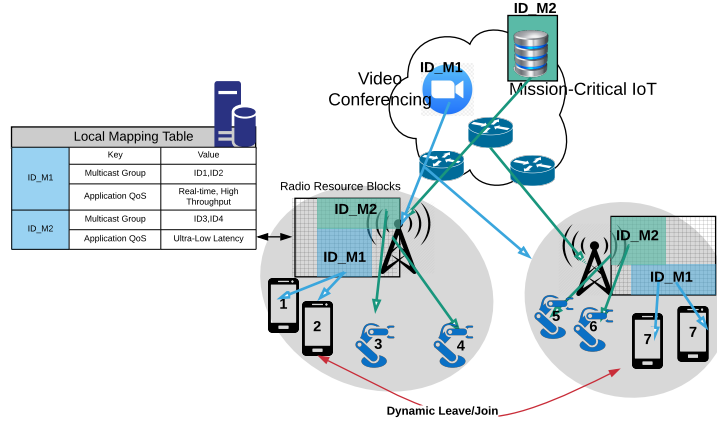 ID_M2
ID_M1
Video
Conferencing
Mission-Critical IoT
Local Mapping Table
Key Value
ID_M1
Multicast Group ID1,ID2
Application QoS Real-time, High
Throughput
ID_M2
Multicast Group ID3,ID4
Application QoS Ultra-Low Latency
Radio Resource Blocks
ID_M2
ID_M1
ID_M2
ID_M1
1
2
3
4
5
6
7
7
Dynamic Leave/Join